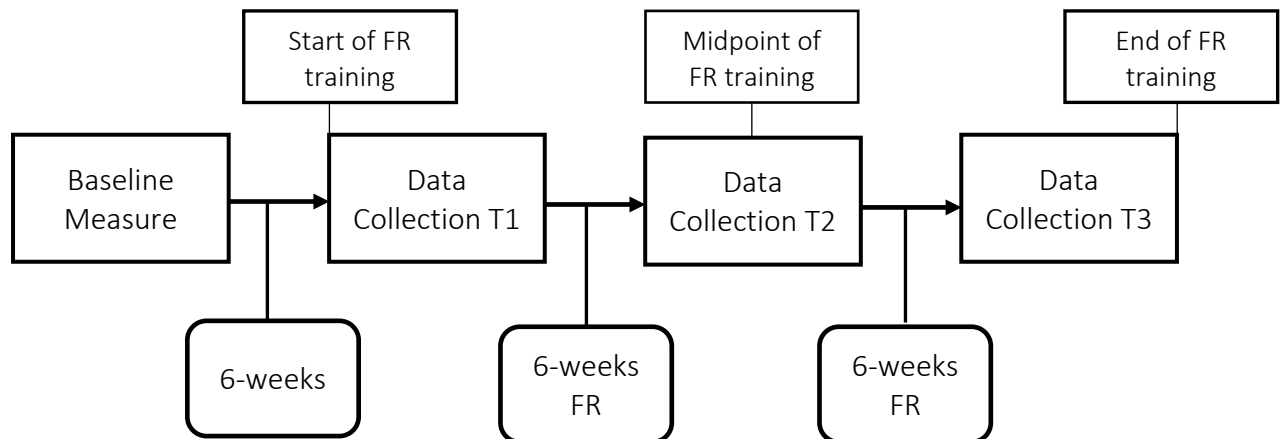 Start of FR
training
Midpoint of
FR training
End of FR
training
Baseline
Measure
Data
Collection T1
Data
Collection T2
Data
Collection T3
6-weeks
6-weeks
FR
6-weeks
FR